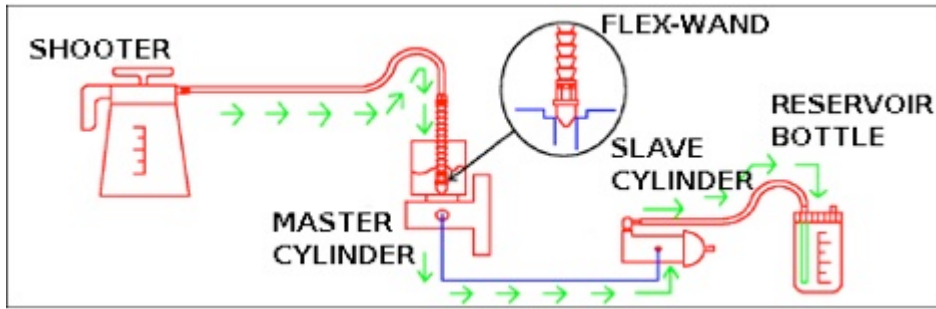 SHOOTER
FLEX-WAND
RESERVOIR
BOTTLE
SLAVE
CYLINDER
MASTER
CYLINDER